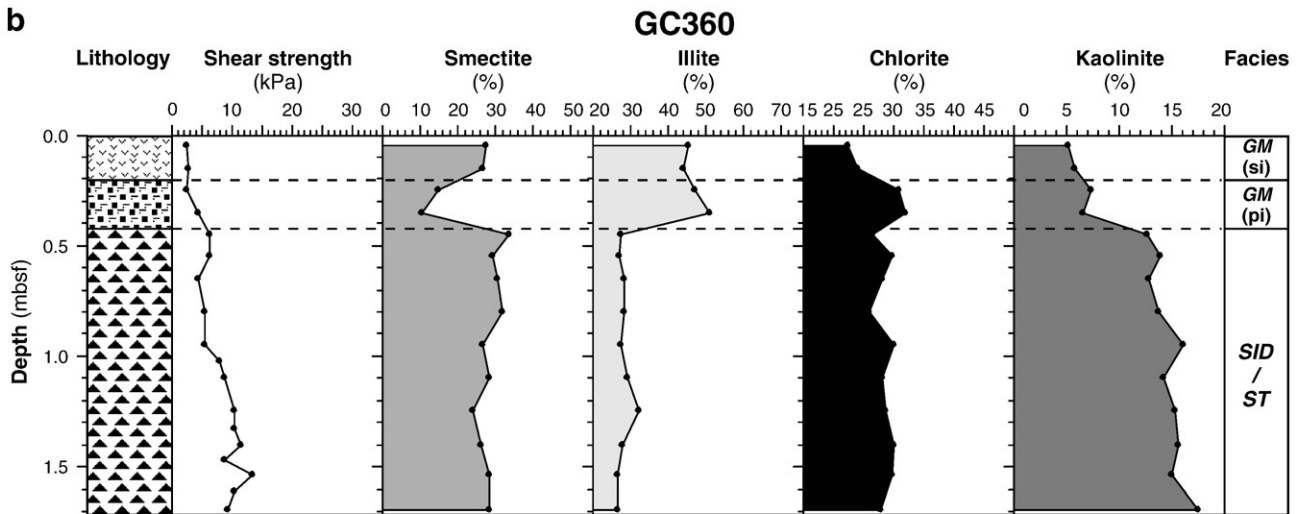 b
GC360
Lithology Shear strength Smectite Illite Chlorite Kaolinite Facies
(kPa) (%) (%) (%) (%)
0 10 20 30 0 10 20 30 40 50 20 30 40 50 60 70 15 25 30 35 45 0 5 10 15 20
0.0
GM
(si)
GM
(pi)
0.5
Depth (mbsf)
1.0
SID
/
ST
1.5